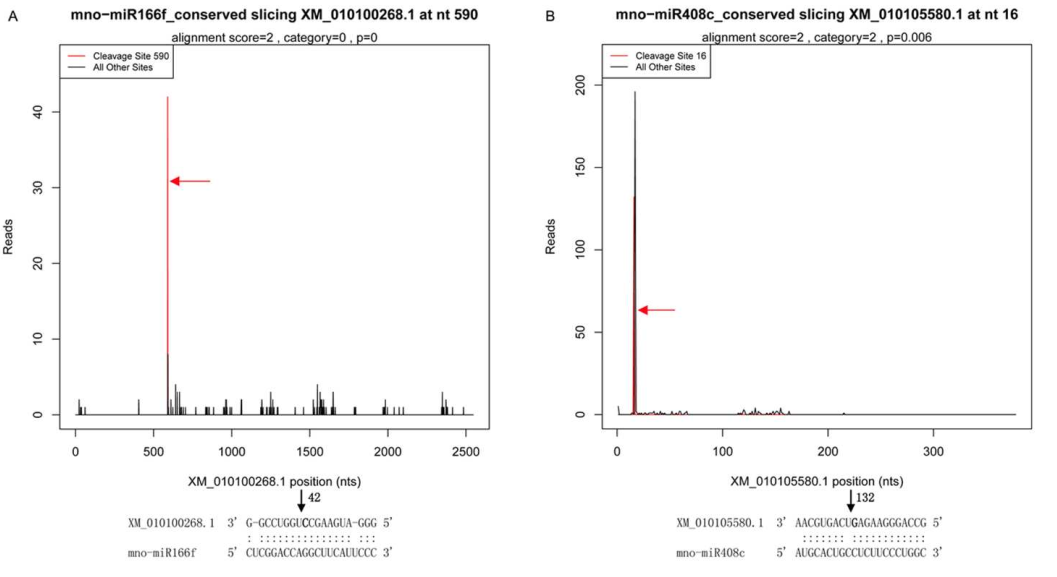 A
mno−miR166f_conserved slicing XM_010100268.1 at nt 590
alignment score=2 , category=0 , p=0
Cleavage Site 590
All Other Sites
Reads
40
30
20
10
0
0 500 1000 1500 2000 2500
XM_010100268.1 position (nts)
42
XM_010100268.1 3' G-GCCUGGUCCGAAGUA-GGG 5'
: :::::::::::::::: :::
mno-miR166f 5' CUCGGACCAGGCUUCAUUCCC 3'
B
mno−miR408c_conserved slicing XM_010105580.1 at nt 16
alignment score=2 , category=2 , p=0.006
Cleavage Site 16
All Other Sites
Reads
200
150
100
50
0
0 100 200 300
XM_010105580.1 position (nts)
132
XM_010105580.1 3' AACGUGACUGAGAAGGGACCG 5'
::::::: ::::::::::::
mno-miR408c 5' AUGCACUGCCUCUUCCCUGGC 3'